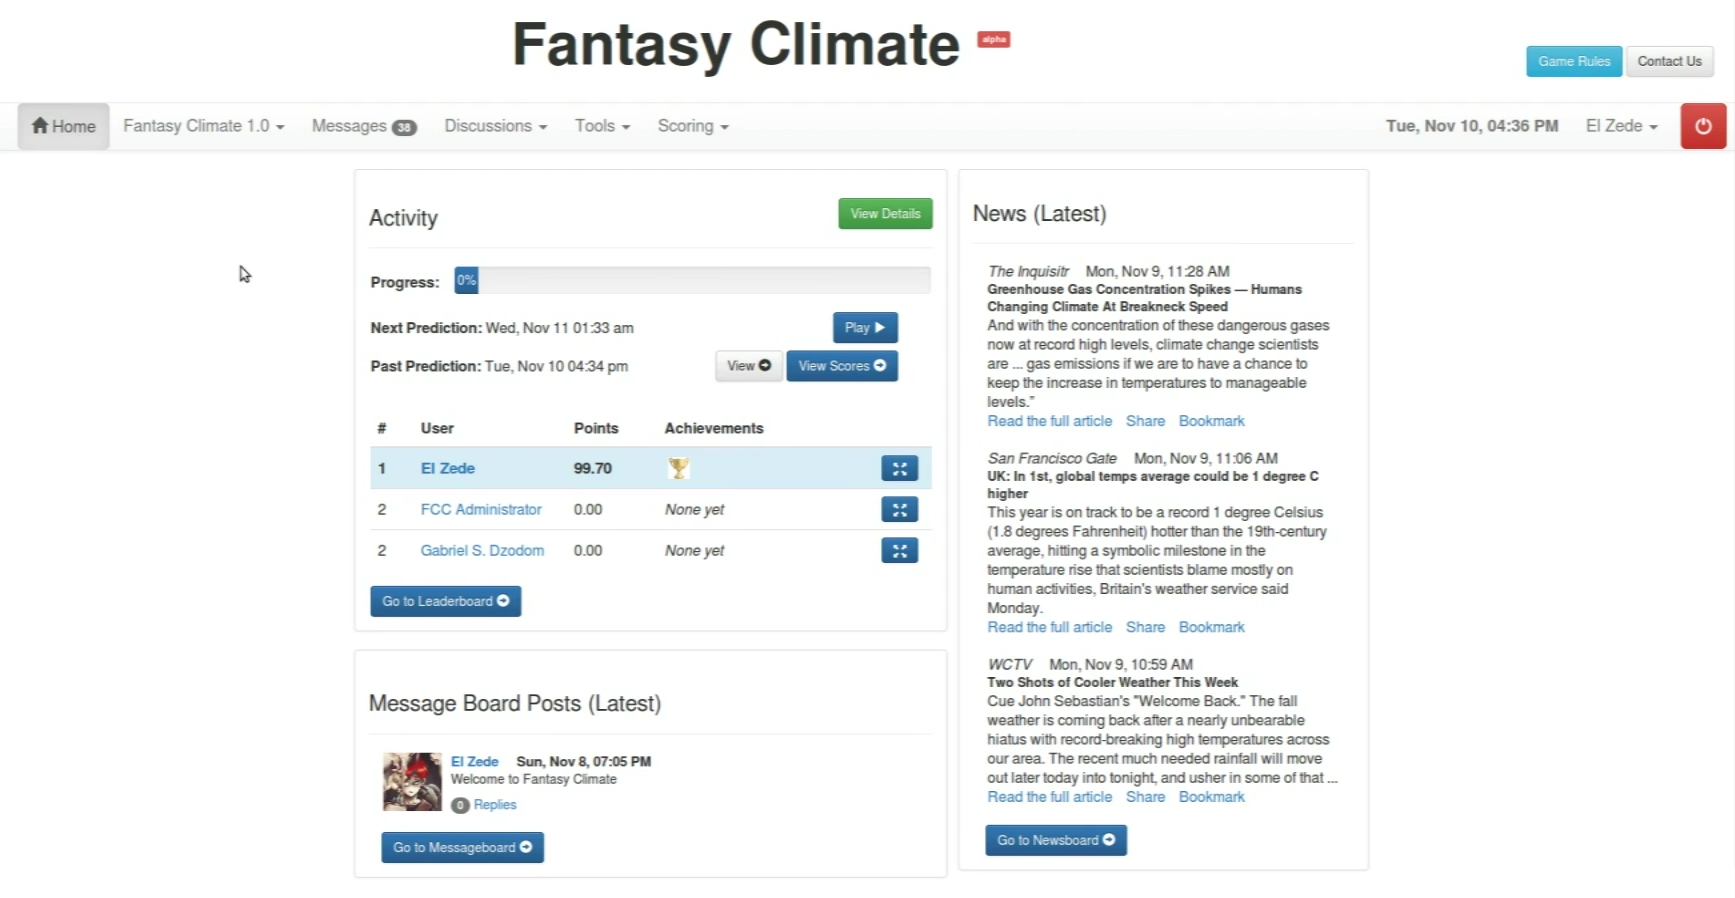 Fantasy Climate alpha
Game Rules Contact Us
Home Fantasy Climate 1.0 Messages 38 Discussions Tools Scoring Tue, Nov 10, 04:36 PM El Zede
Activity View Details
Progress: 0%
Next Prediction: Wed, Nov 11 01:33 am Play
Past Prediction: Tue, Nov 10 04:34 pm View View Scores
# User Points Achievements
1 El Zede 99.70
2 FCC Administrator 0.00 None yet
2 Gabriel S. Dzodom 0.00 None yet
Go to Leaderboard
Message Board Posts (Latest)
El Zede Sun, Nov 8, 07:05 PM
Welcome to Fantasy Climate
0 Replies
Go to Messageboard
News (Latest)
The Inquisitr Mon, Nov 9, 11:28 AM
Greenhouse Gas Concentration Spikes — Humans
Changing Climate At Breakneck Speed
And with the concentration of these dangerous gases
now at record high levels, climate change scientists
are ... gas emissions if we are to have a chance to
keep the increase in temperatures to manageable
levels.”
Read the full article Share Bookmark
San Francisco Gate Mon, Nov 9, 11:06 AM
UK: In 1st, global temps average could be 1 degree C
higher
This year is on track to be a record 1 degree Celsius
(1.8 degrees Fahrenheit) hotter than the 19th-century
average, hitting a symbolic milestone in the
temperature rise that scientists blame mostly on
human activities, Britain's weather service said
Monday.
Read the full article Share Bookmark
WCTV Mon, Nov 9, 10:59 AM
Two Shots of Cooler Weather This Week
Cue John Sebastian's "Welcome Back." The fall
weather is coming back after a nearly unbearable
hiatus with record-breaking high temperatures across
our area. The recent much needed rainfall will move
out later today into tonight, and usher in some of that ...
Read the full article Share Bookmark
Go to Newsboard